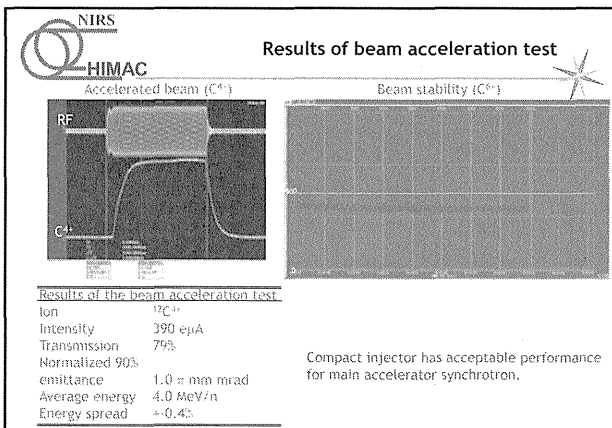 NIRS
HIMAC
Results of beam acceleration test
Accelerated beam (C⁴⁺)
Beam stability (C⁶⁺)
RF
C⁴⁺
Results of the beam acceleration test
Ion ¹²C⁴⁺
Intensity 390 eμA
Transmission 79%
Normalized 90%
emittance 1.0 π mm mrad
Average energy 4.0 MeV/n
Energy spread +-0.4%
Compact injector has acceptable performance
for main accelerator synchrotron.